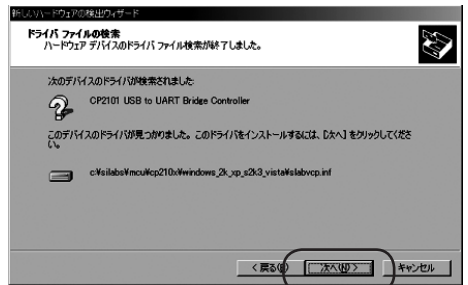 新しいハードウェアの検出ウィザード
ドライバ ファイルの検索
ハードウェア デバイスのドライバ ファイル検索が終了しました。
次のデバイスのドライバが検索されました:
CP2101 USB to UART Bridge Controller
このデバイスのドライバが見つかりました。このドライバをインストールするには、[次へ] をクリックしてくださ
い。
c:¥silabs¥mcu¥cp210x¥windows_2k_xp_s2k3_vista¥slabvcp.inf
< 戻る(B) 次へ(N) > キャンセル